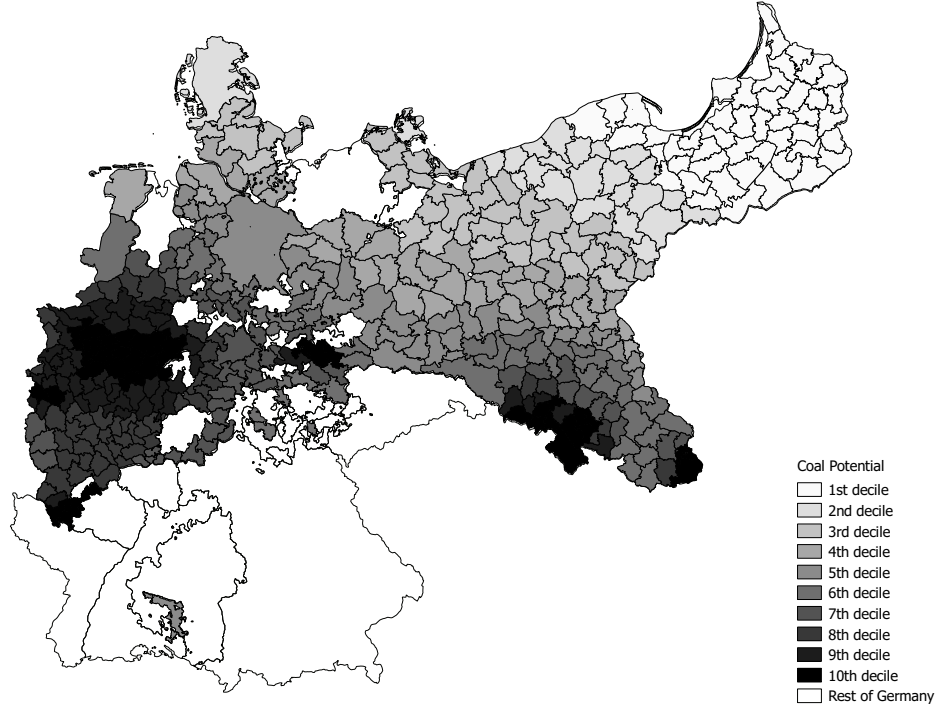 Coal Potential
1st decile
2nd decile
3rd decile
4th decile
5th decile
6th decile
7th decile
8th decile
9th decile
10th decile
Rest of Germany